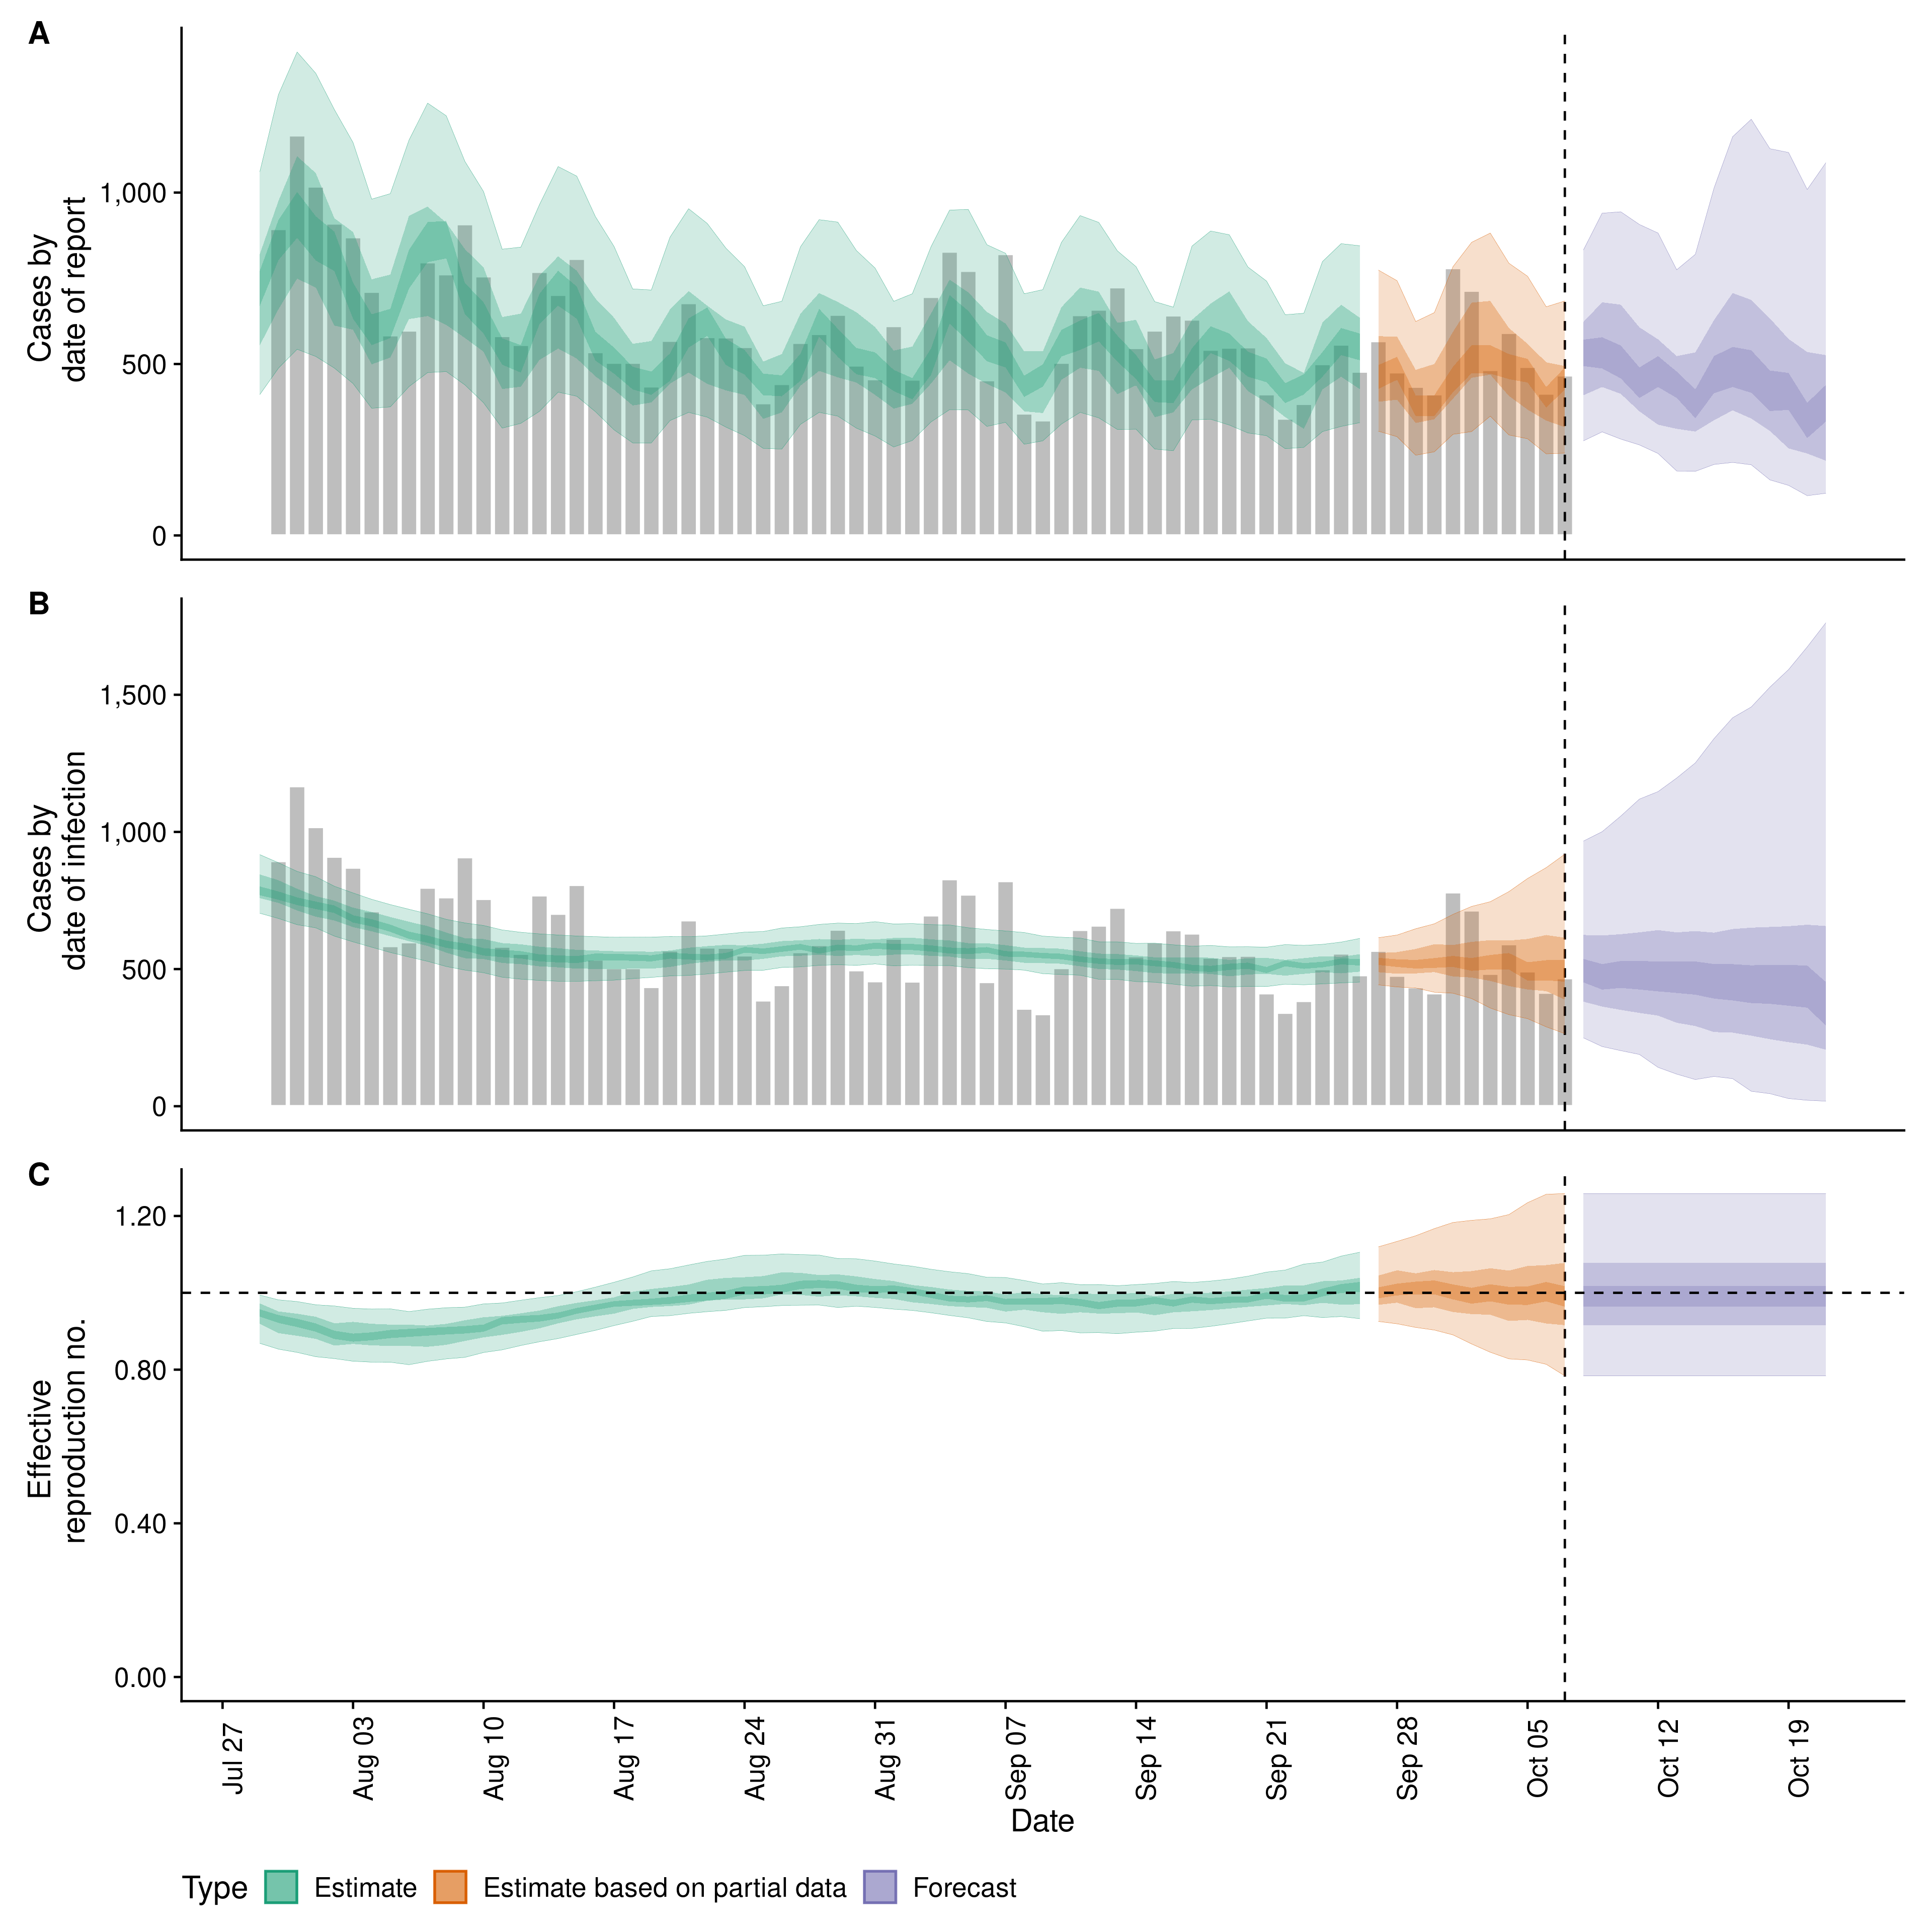 A
Cases by
date of report
1,000
500
0
B
Cases by
date of infection
1,500
1,000
500
0
C
Effective
reproduction no.
1.20
0.80
0.40
0.00
Jul 27
Aug 03
Aug 10
Aug 17
Aug 24
Aug 31
Sep 07
Sep 14
Sep 21
Sep 28
Oct 05
Oct 12
Oct 19
Date
Type Estimate Estimate based on partial data Forecast